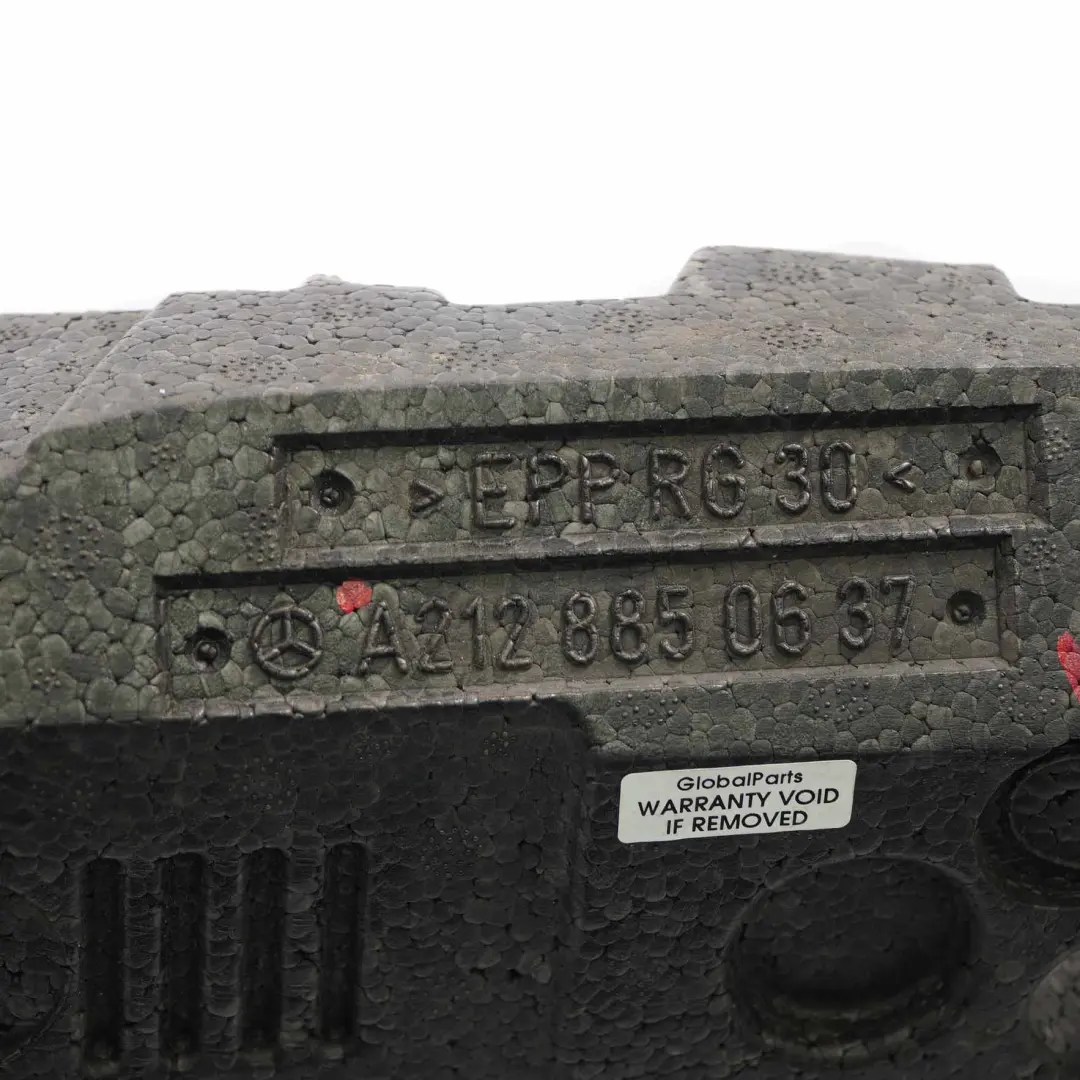 >EPP RG 30<
A212 885 06 37
GlobalParts
WARRANTY VOID
IF REMOVED